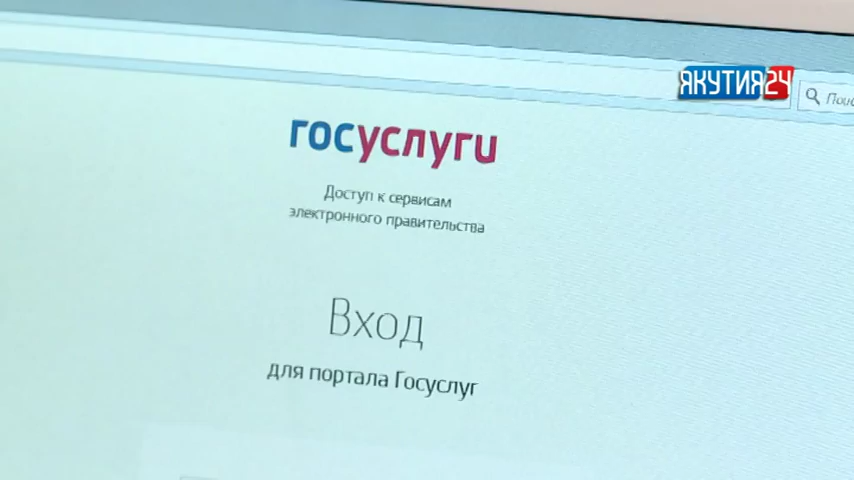 ЯКУТИЯ24
госуслуги
Доступ к сервисам
электронного правительства
Вход
для портала Госуслуг